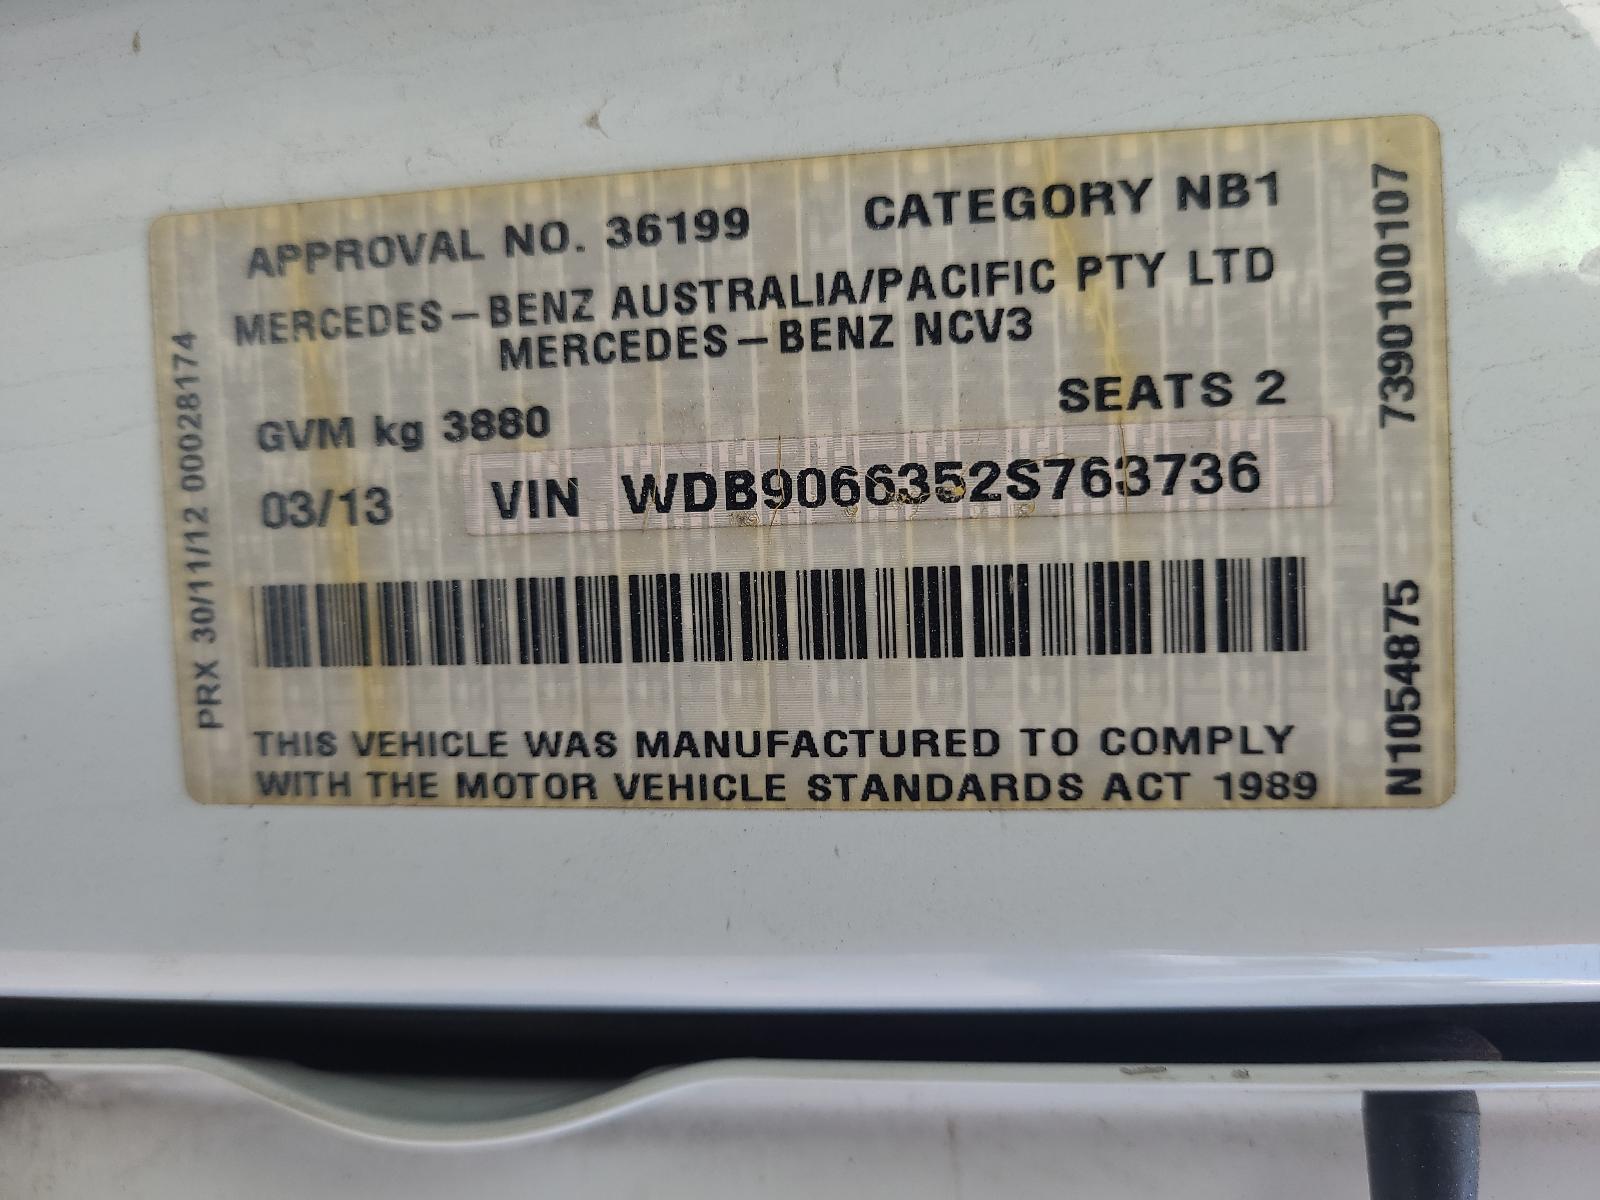 APPROVAL NO. 36199 CATEGORY NB1
MERCEDES-BENZ AUSTRALIA/PACIFIC PTY LTD
MERCEDES-BENZ NCV3
SEATS 2
GVM kg 3880
03/13 VIN WDB9066352S763736
THIS VEHICLE WAS MANUFACTURED TO COMPLY
WITH THE MOTOR VEHICLE STANDARDS ACT 1989
PRX 30/11/12 00028174
N1054875 7390100107